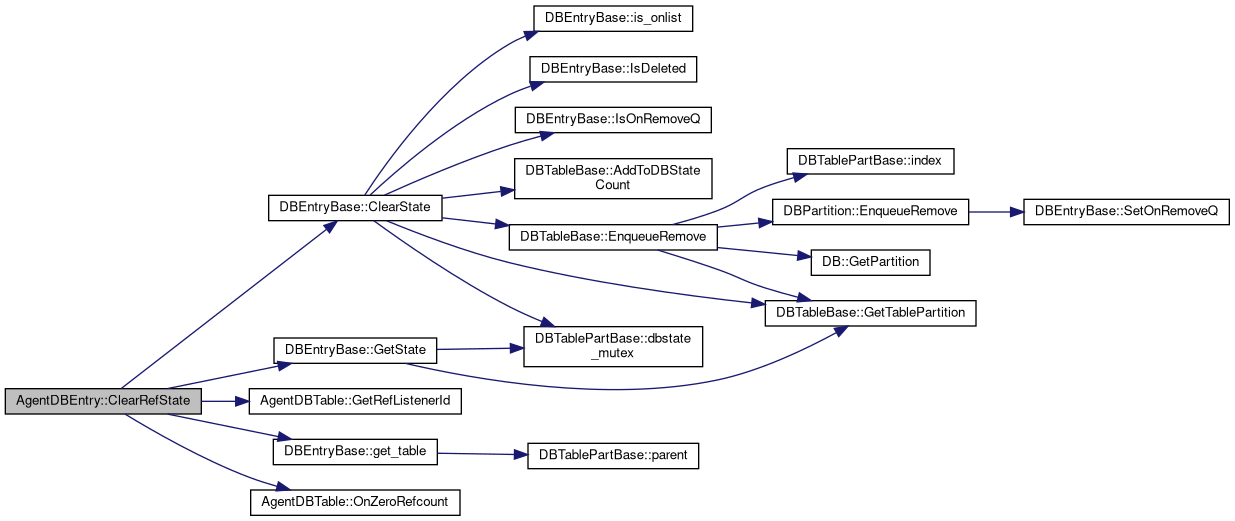 DBEntryBase::is_onlist
DBEntryBase::IsDeleted
DBEntryBase::IsOnRemoveQ
DBTableBase::AddToDBState
Count
DBEntryBase::ClearState
DBTableBase::EnqueueRemove
DBTablePartBase::index
DBPartition::EnqueueRemove
DBEntryBase::SetOnRemoveQ
DB::GetPartition
DBTableBase::GetTablePartition
DBTablePartBase::dbstate
_mutex
DBEntryBase::GetState
AgentDBEntry::ClearRefState
AgentDBTable::GetRefListenerId
DBEntryBase::get_table
DBTablePartBase::parent
AgentDBTable::OnZeroRefcount